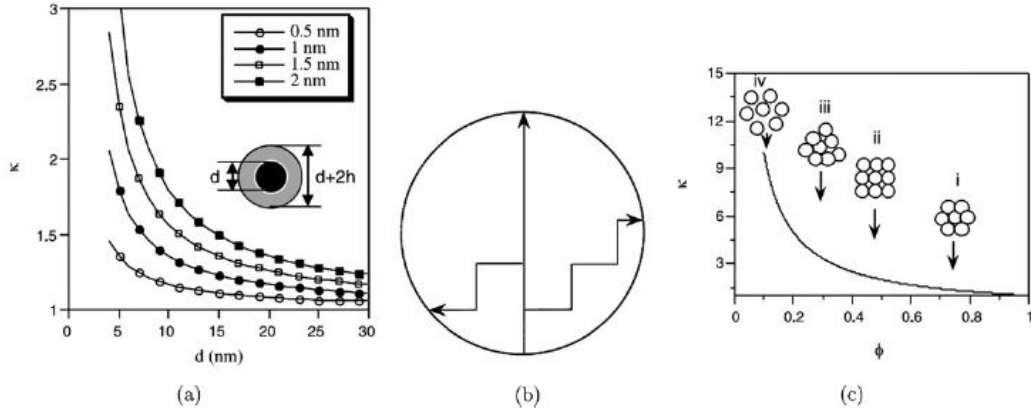 3
2.5
2
1.5
1
κ
0 5 10 15 20 25 30
d (nm)
0.5 nm
1 nm
1.5 nm
2 nm
d
d+2h
(a)
(b)
15
12
9
6
3
κ
iv
iii
ii
i
0 0.2 0.4 0.6 0.8 1
ϕ
(c)